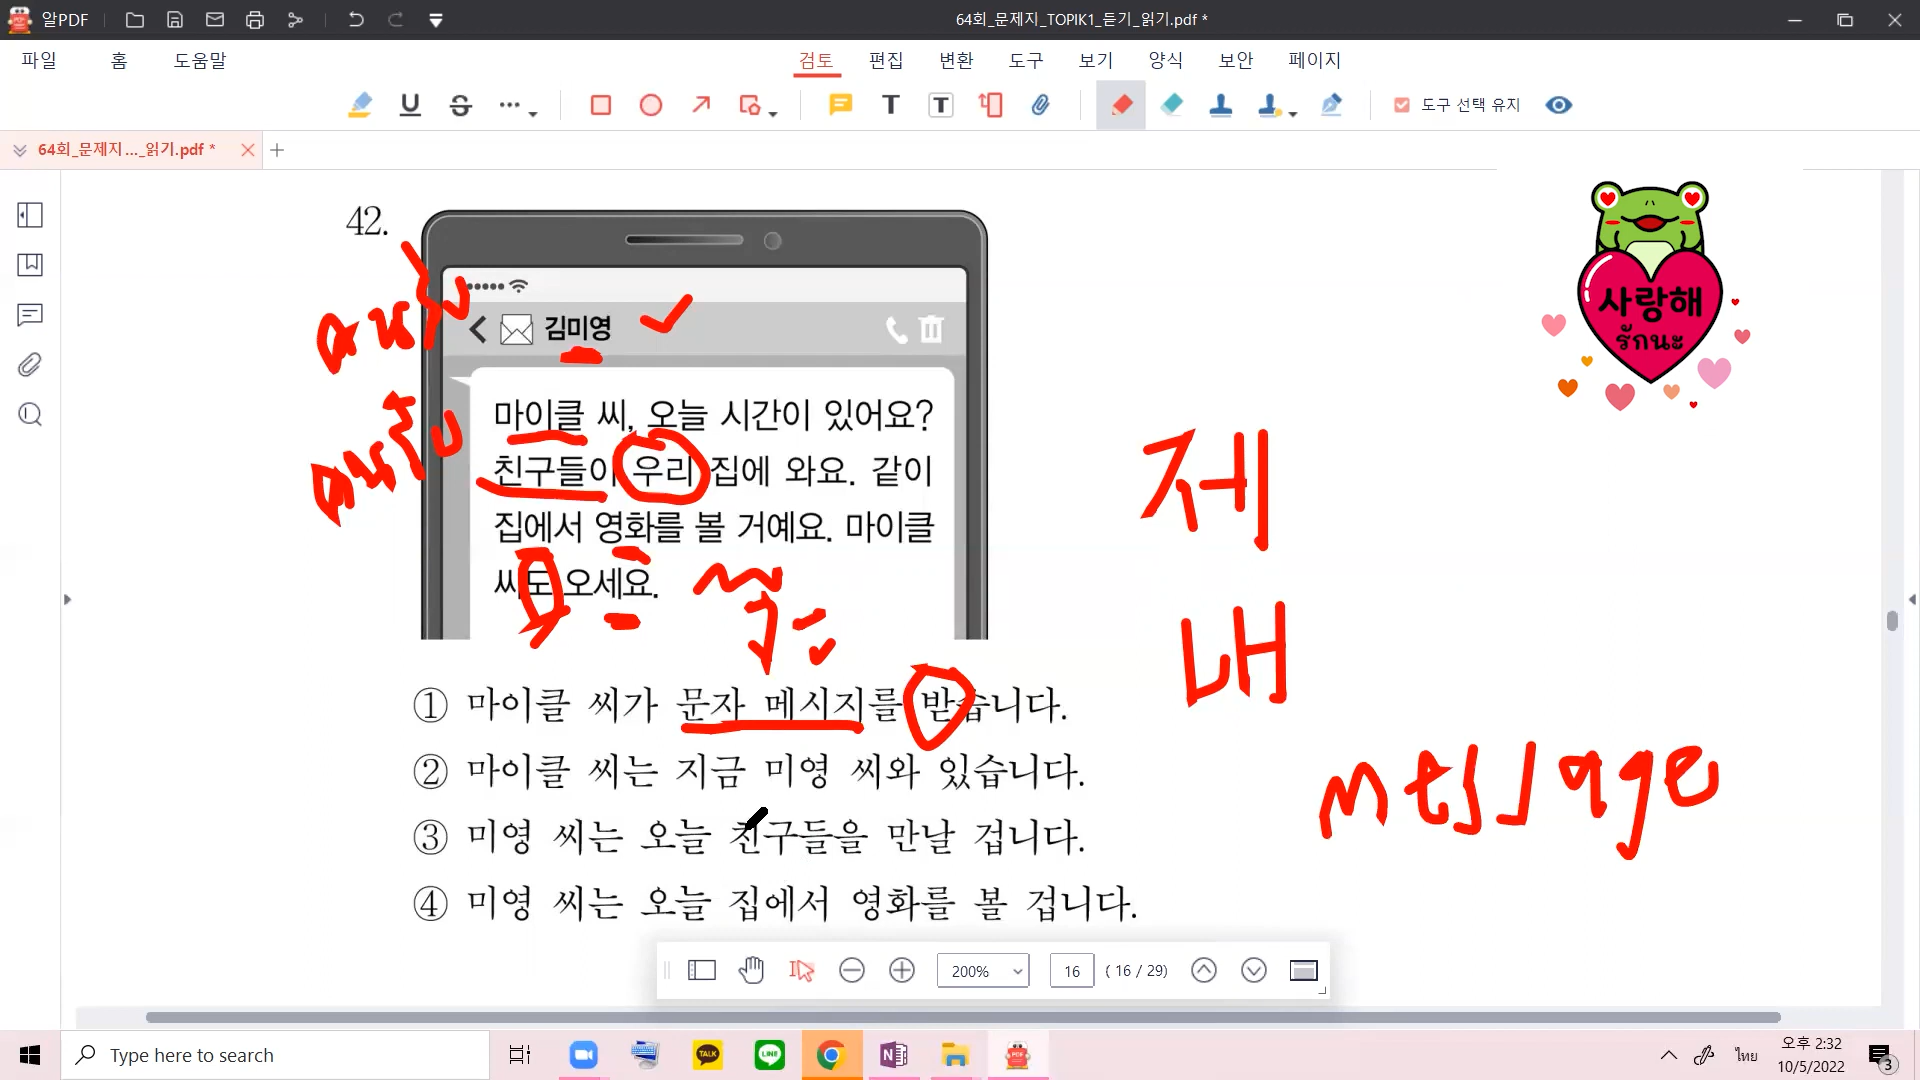 알PDF
64회_문제지_TOPIK1_듣기_읽기.pdf *
파일 홈 도움말 검토 편집 변환 도구 보기 양식 보안 페이지
도구 선택 유지
64회_문제지 ..._읽기.pdf *
42.
김미영
마이클 씨, 오늘 시간이 있어요?
친구들이 우리 집에 와요. 같이
집에서 영화를 볼 거예요. 마이클
씨도 오세요.
① 마이클 씨가 문자 메시지를 받습니다.
② 마이클 씨는 지금 미영 씨와 있습니다.
③ 미영 씨는 오늘 친구들을 만날 겁니다.
④ 미영 씨는 오늘 집에서 영화를 볼 겁니다.
사랑해
รักนะ
제
내
message
200% 16 ( 16 / 29)
Type here to search
TALK
LINE
N
PDF
ไทย
오후 2:32
10/5/2022
3